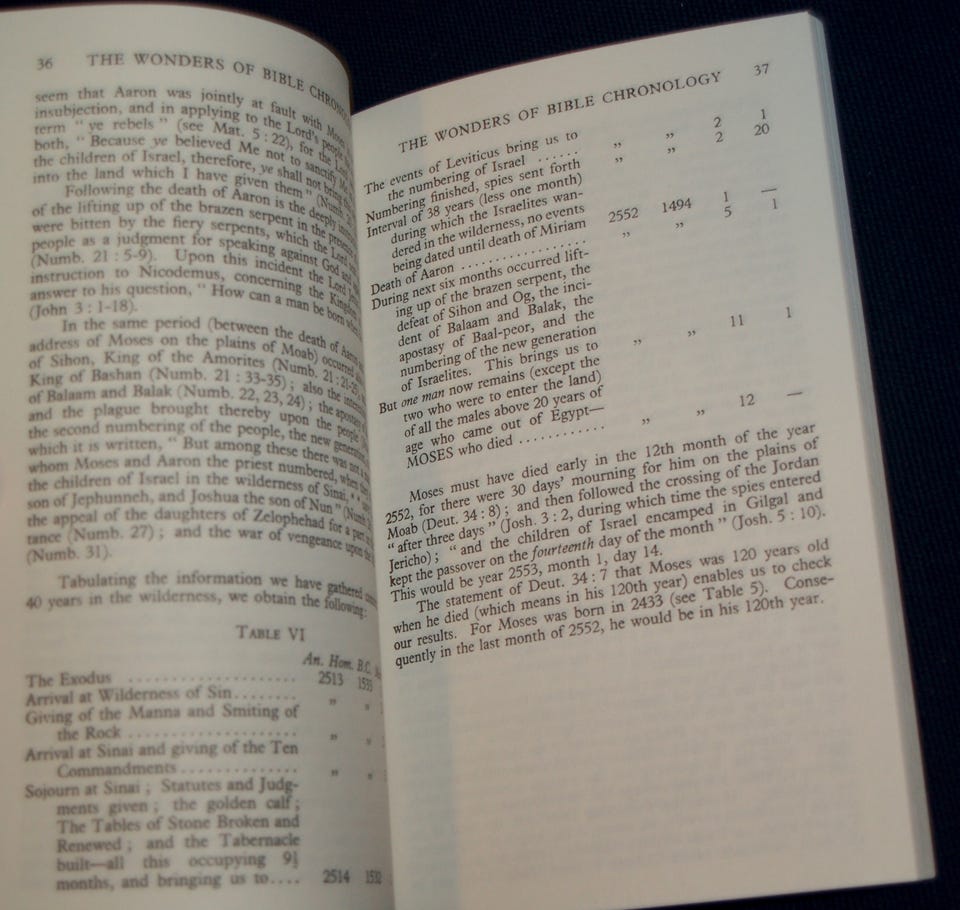 36 THE WONDERS OF BIBLE
seem that Aaron was jointly at fault with
insubjection, and in applying to the Lord's
term " ye rebels " (see Mat. 5 : 22), for the
both, " Because ye believed Me not to sanctify
the children of Israel, therefore, ye shall not bring
into the land which I have given them " (Numb.
Following the death of Aaron is the deeply
of the lifting up of the brazen serpent in the
were bitten by the fiery serpents, which the Lord
people as a judgment for speaking against God
(Numb. 21 : 5-9). Upon this incident the Lord
instruction to Nicodemus, concerning the
answer to his question, " How can a man be born
(John 3 : 1-18).
In the same period (between the death of
address of Moses on the plains of Moab)
of Sihon, King of the Amorites (Numb.
King of Bashan (Numb. 21 : 33-35) ; also the
of Balaam and Balak (Numb. 22, 23, 24) ; the
and the plague brought thereby upon the people
the second numbering of the people, the new
which it is written, " But among these there was not
whom Moses and Aaron the priest numbered, when
the children of Israel in the wilderness of Sinai,
son of Jephunneh, and Joshua the son of Nun "
the appeal of the daughters of Zelophehad for a
tance (Numb. 27) ; and the war of vengeance upon
(Numb. 31).
Tabulating the information we have gathered
40 years in the wilderness, we obtain the following:
TABLE VI
An. Hom. B.C.
The Exodus .................... 2513
Arrival at Wilderness of Sin........ "
Giving of the Manna and Smiting of
the Rock .................... " "
Arrival at Sinai and giving of the Ten
Commandments.............. " "
Sojourn at Sinai ; Statutes and Judg-
ments given ; the golden calf ;
The Tables of Stone Broken and
Renewed ; and the Tabernacle
built—all this occupying 9½
months, and bringing us to.... 2514 1532
THE WONDERS OF BIBLE CHRONOLOGY 37
The events of Leviticus bring us to
the numbering of Israel ...... " " 2 1
Numbering finished, spies sent forth " " 2 20
Interval of 38 years (less one month)
during which the Israelites wan-
dered in the wilderness, no events
being dated until death of Miriam 2552 1494 1 —
Death of Aaron .................. " " 5 1
During next six months occurred lift-
ing up of the brazen serpent, the
defeat of Sihon and Og, the inci-
dent of Balaam and Balak, the
apostasy of Baal-peor, and the
numbering of the new generation
of Israelites. This brings us to " " 11 1
But one man now remains (except the
two who were to enter the land)
of all the males above 20 years of
age who came out of Egypt—
MOSES who died ............ " " 12 —
Moses must have died early in the 12th month of the year
2552, for there were 30 days' mourning for him on the plains of
Moab (Deut. 34 : 8) ; and then followed the crossing of the Jordan
" after three days " (Josh. 3 : 2, during which time the spies entered
Jericho) ; " and the children of Israel encamped in Gilgal and
kept the passover on the fourteenth day of the month " (Josh. 5 : 10).
This would be year 2553, month 1, day 14.
The statement of Deut. 34 : 7 that Moses was 120 years old
when he died (which means in his 120th year) enables us to check
our results. For Moses was born in 2433 (see Table 5). Conse-
quently in the last month of 2552, he would be in his 120th year.